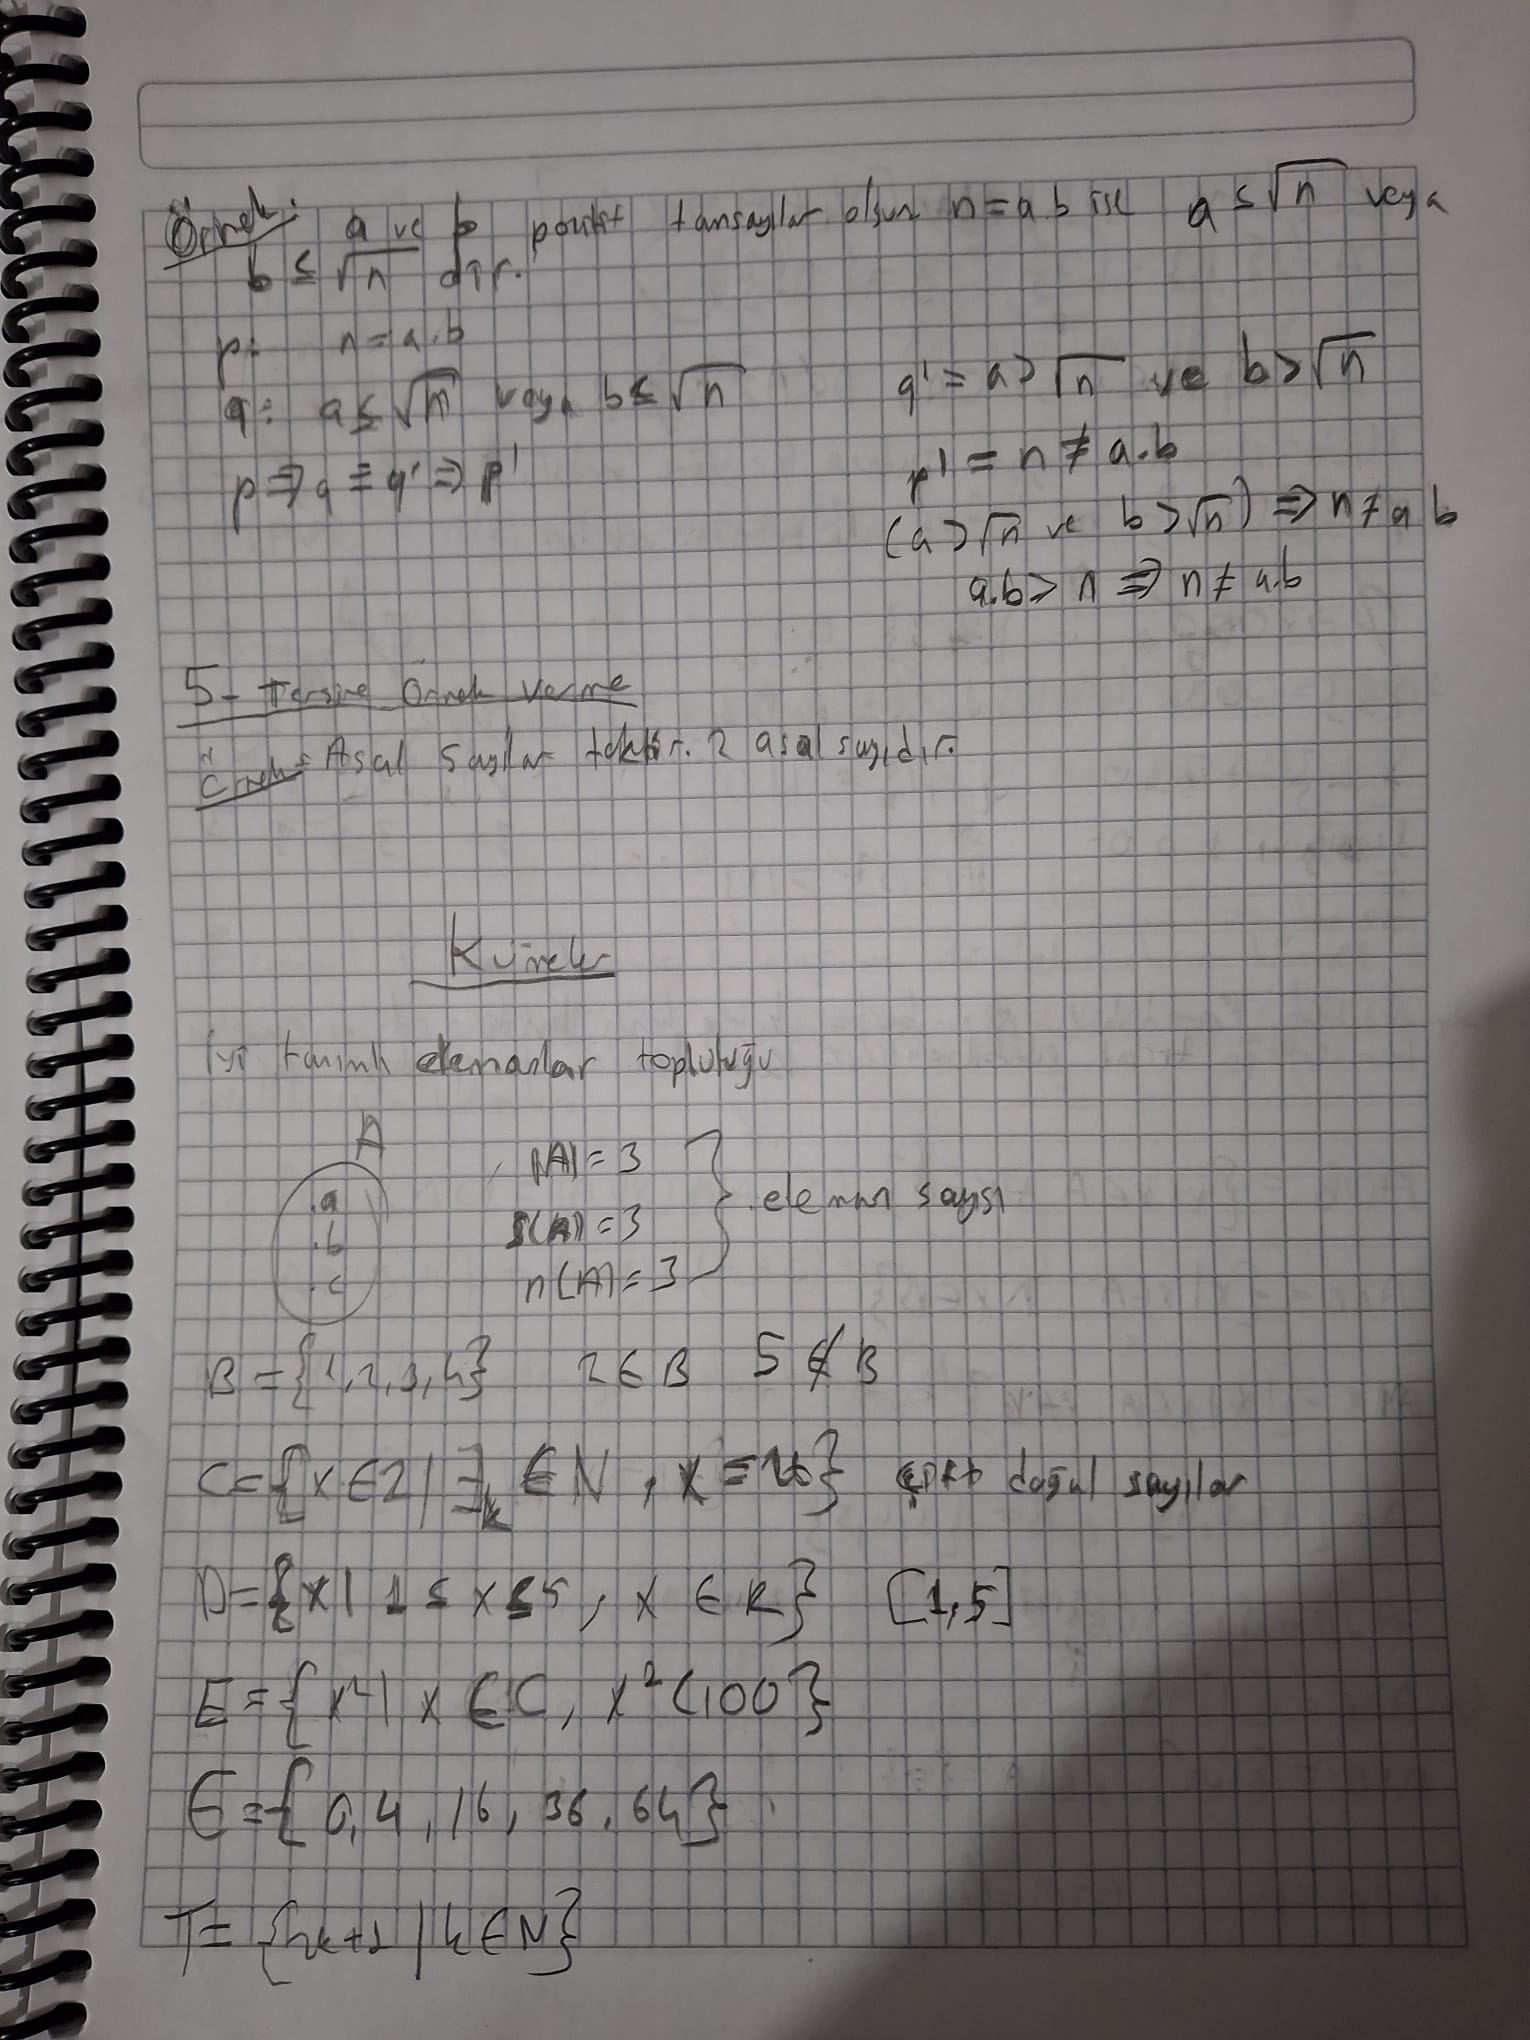 Örnek: a ve b pozitif tamsayılar olsun n=a.b ise a ≤ √n veya
b ≤ √n dır.
p: n=a.b
q: a≤√n veya b≤√n
p⇒q ≡ q'⇒p'
q' = a>√n ve b>√n
p' = n ≠ a.b
(a>√n ve b>√n) ⇒ n≠a b
a.b > n ⇒ n ≠ a.b
5- Tersine Örnek verme
Örnek: Asal sayılar tektir. 2 asal sayıdır.
Kümeler
iyi tanımlı elemanlar topluluğu
A
.a
.b
.c
|A|=3
s(A)=3
n(A)=3
eleman sayısı
B={1,2,3,4} 2∈B 5∉B
C={x∈Z | ∃k ∈N, x=2k} çift doğal sayılar
D={x | 1≤x≤5, x∈R} [1,5]
E={x² | x∈C, x²<100}
E={0,4,16,36,64}
T={2k+1 | k∈N}